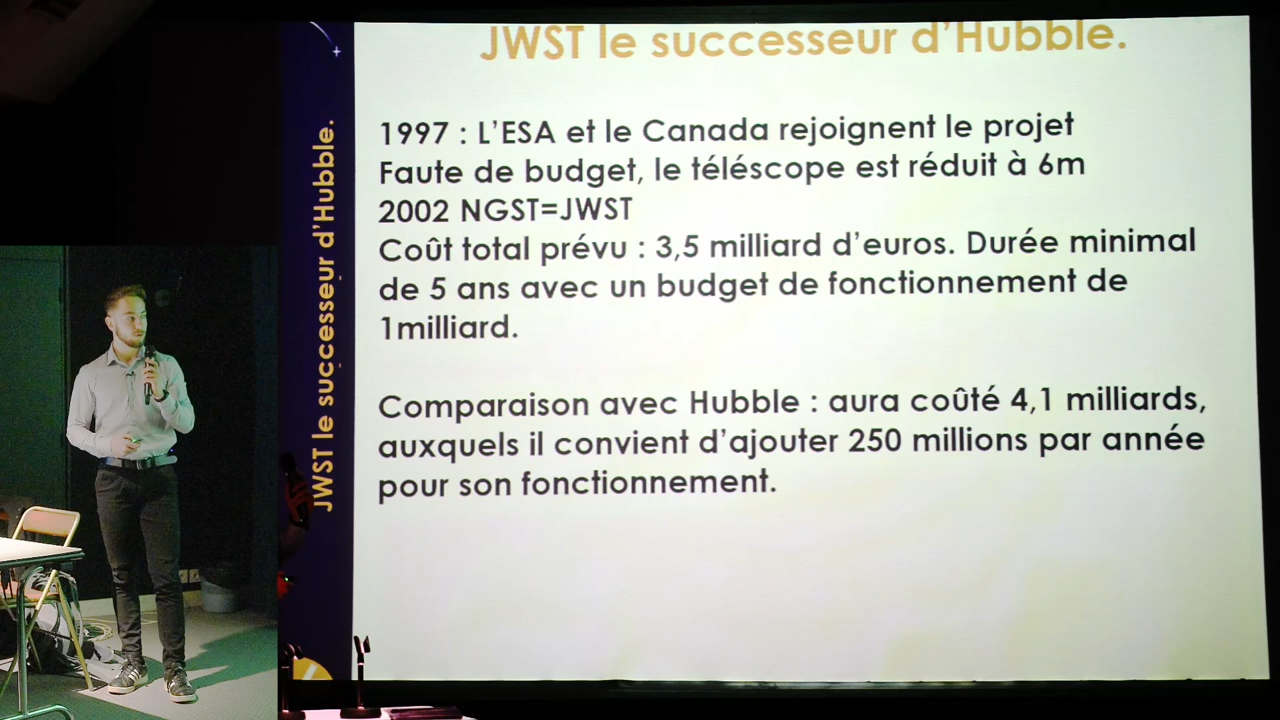 JWST le successeur d'Hubble.
JWST le successeur d'Hubble.
1997 : L'ESA et le Canada rejoignent le projet
Faute de budget, le téléscope est réduit à 6m
2002 NGST=JWST
Coût total prévu : 3,5 milliard d'euros. Durée minimal
de 5 ans avec un budget de fonctionnement de
1milliard.
Comparaison avec Hubble : aura coûté 4,1 milliards,
auxquels il convient d'ajouter 250 millions par année
pour son fonctionnement.